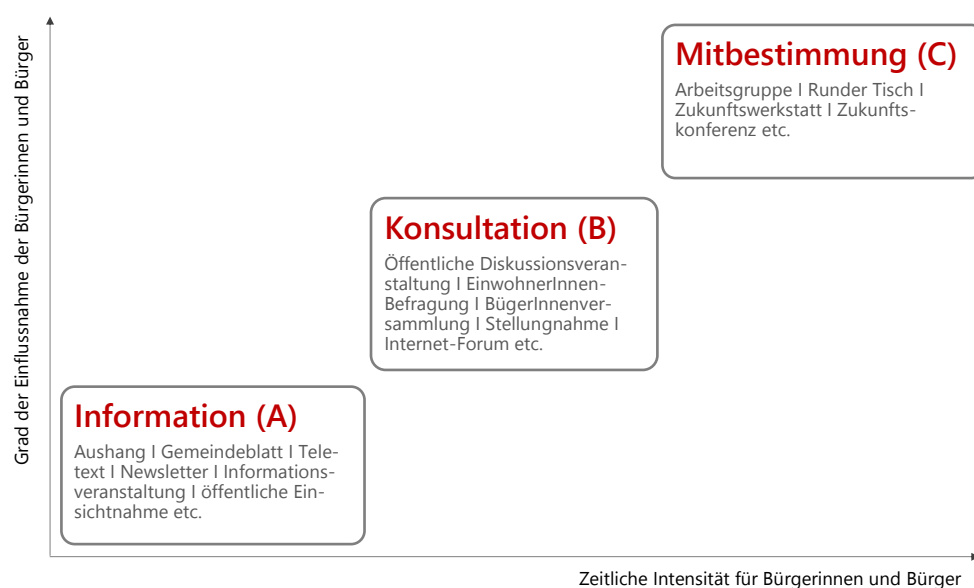 Grad der Einflussnahme der Bürgerinnen und Bürger
Mitbestimmung (C)
Arbeitsgruppe I Runder Tisch I
Zukunftswerkstatt I Zukunfts-
konferenz etc.
Konsultation (B)
Öffentliche Diskussionsveran-
staltung I EinwohnerInnen-
Befragung I BügerInnenver-
sammlung I Stellungnahme I
Internet-Forum etc.
Information (A)
Aushang I Gemeindeblatt I Tele-
text I Newsletter I Informations-
veranstaltung I öffentliche Ein-
sichtnahme etc.
Zeitliche Intensität für Bürgerinnen und Bürger